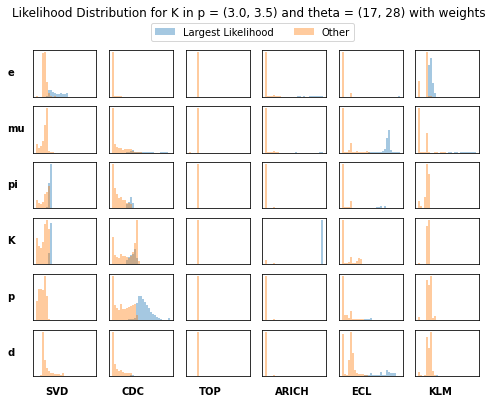 Likelihood Distribution for K in p = (3.0, 3.5) and theta = (17, 28) with weights
Largest Likelihood Other
e
mu
pi
K
p
d
SVD CDC TOP ARICH ECL KLM